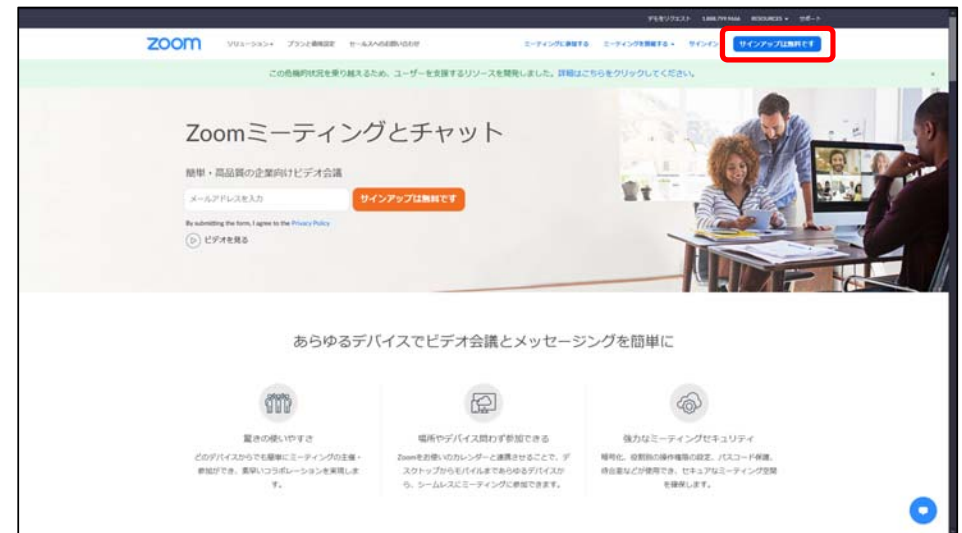 デモをリクエスト 1.888.799.9666 RESOURCES サポート
zoom ソリューション プランと価格設定 セールスへのお問い合わせ ミーティングに参加する ミーティングを開催する サインイン サインアップは無料です
この危機的状況を乗り越えるため、ユーザーを支援するリソースを開発しました。詳細はこちらをクリックしてください。
Zoomミーティングとチャット
簡単・高品質の企業向けビデオ会議
メールアドレスを入力 サインアップは無料です
By submitting the form, I agree to the Privacy Policy
ビデオを見る
あらゆるデバイスでビデオ会議とメッセージングを簡単に
驚きの使いやすさ
どのデバイスからでも簡単にミーティングの主催・
参加ができ、素早いコラボレーションを実現しま
す。
場所やデバイス問わず参加できる
Zoomをお使いのカレンダーと連携させることで、デ
スクトップからモバイルまであらゆるデバイスか
ら、シームレスにミーティングに参加できます。
強力なミーティングセキュリティ
暗号化、役割別の操作権限の設定、パスコード保護、
待合室などが使用でき、セキュアなミーティング空間
を確保します。